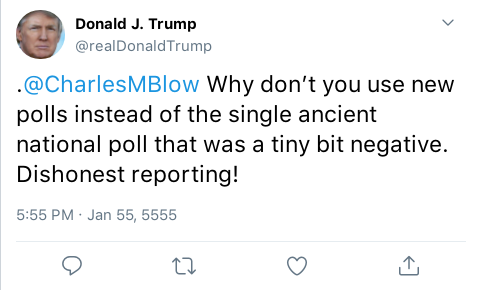 Donald J. Trump
@realDonaldTrump
.@CharlesMBlow Why don’t you use new
polls instead of the single ancient
national poll that was a tiny bit negative.
Dishonest reporting!
5:55 PM · Jan 55, 5555